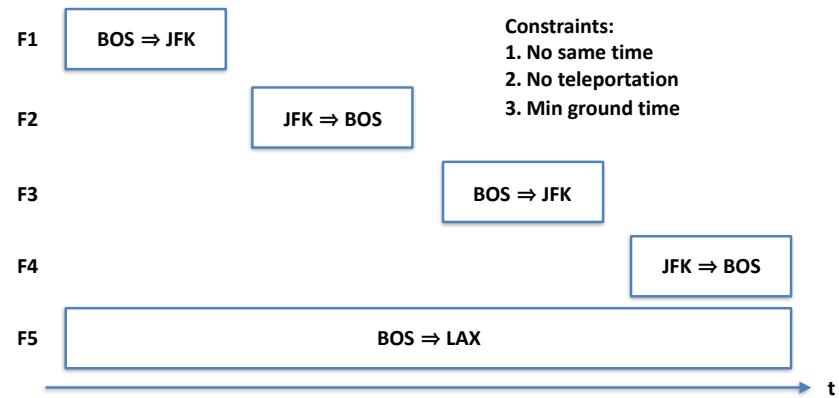 F1
BOS ⇒ JFK
Constraints:
1. No same time
2. No teleportation
3. Min ground time
F2
JFK ⇒ BOS
F3
BOS ⇒ JFK
F4
JFK ⇒ BOS
F5
BOS ⇒ LAX
t